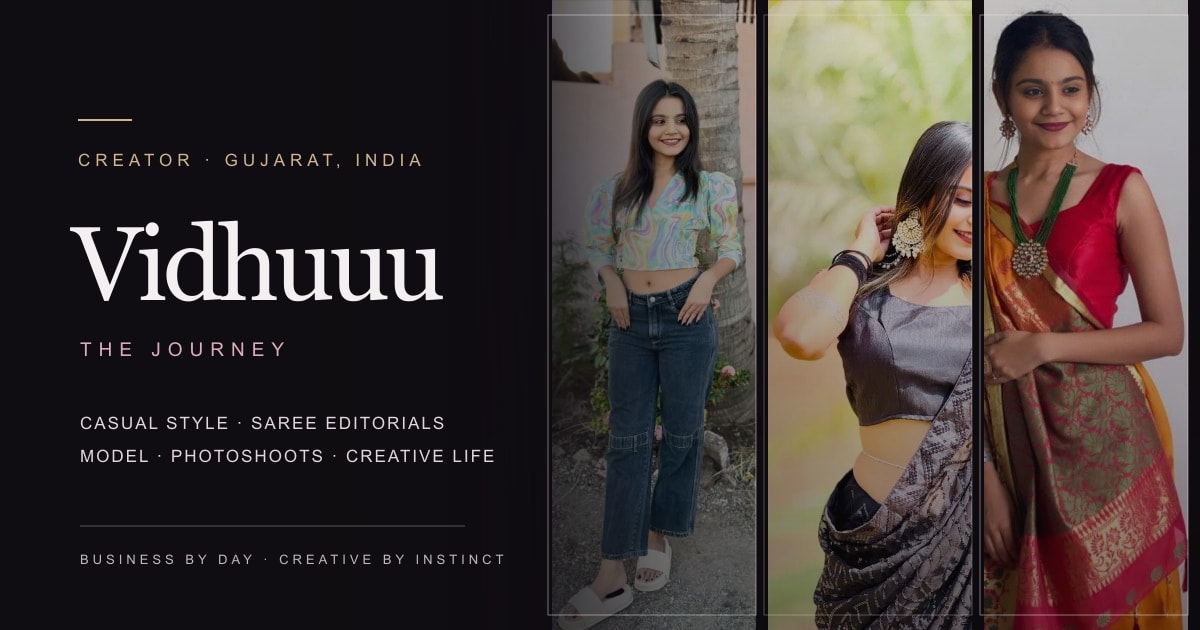 CREATOR · GUJARAT, INDIA
Vidhuuu
THE JOURNEY
CASUAL STYLE · SAREE EDITORIALS
MODEL · PHOTOSHOOTS · CREATIVE LIFE
BUSINESS BY DAY · CREATIVE BY INSTINCT